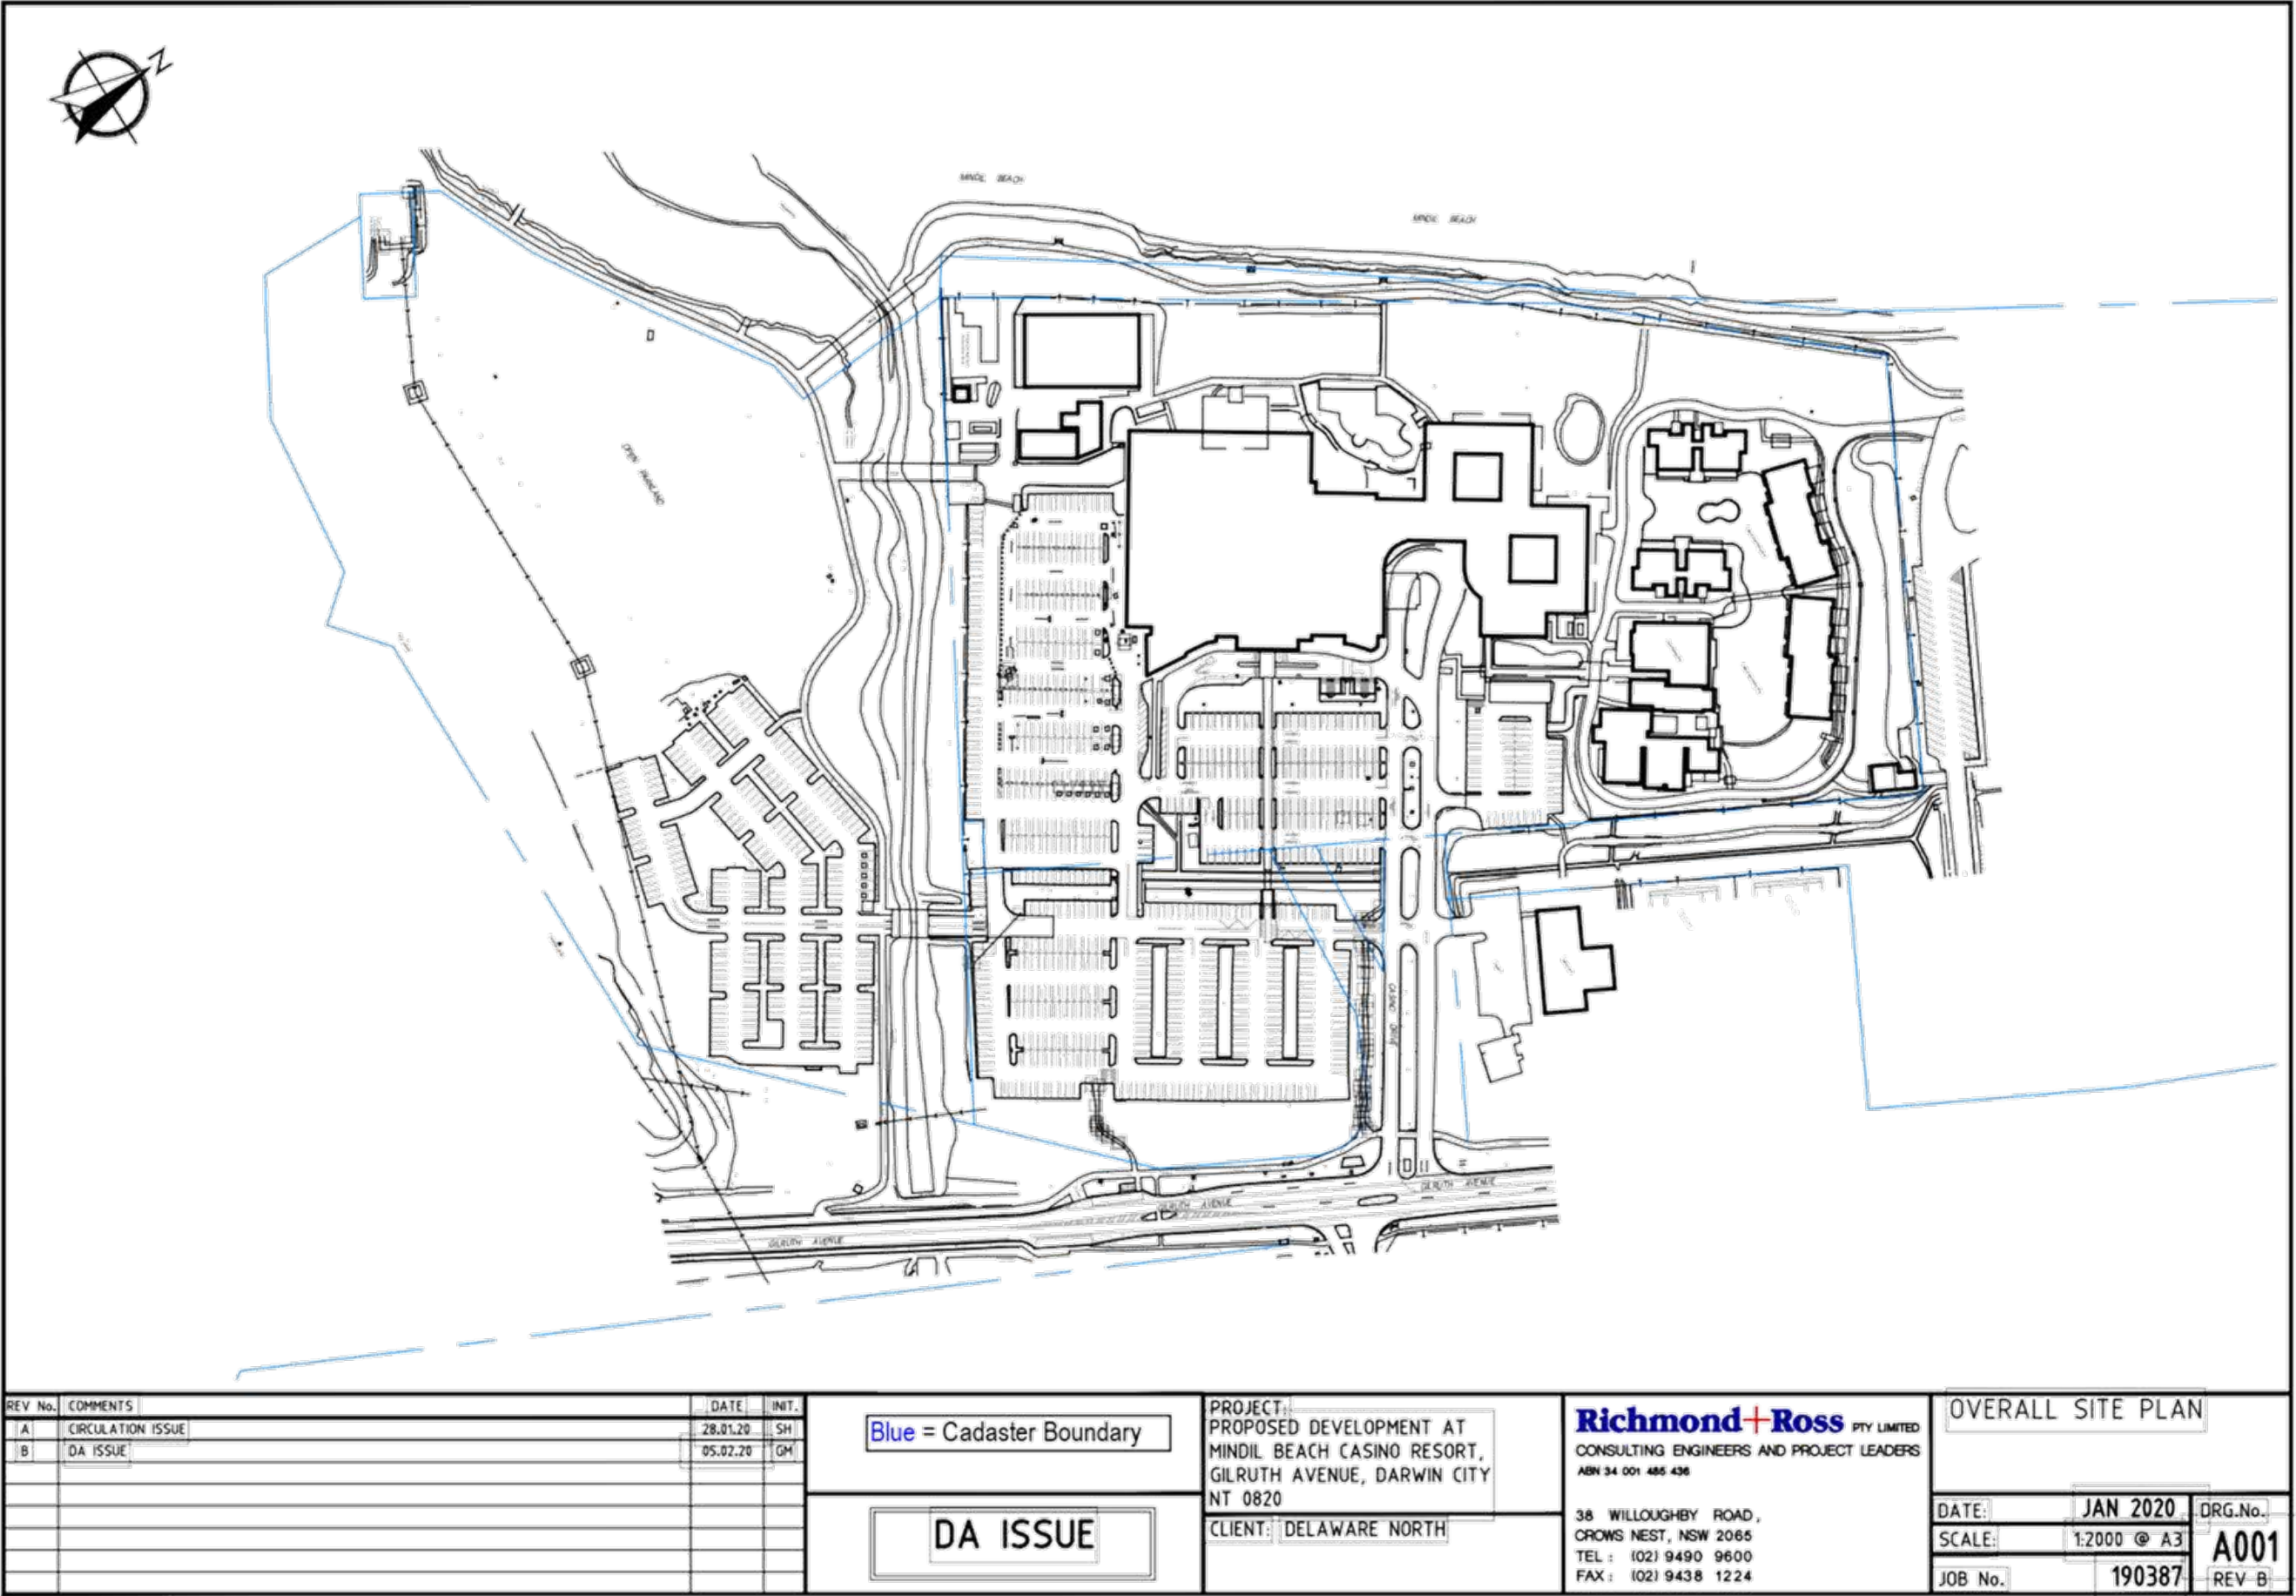 N
MINDIL BEACH
MINDIL BEACH
OPEN PARKLAND
CASINO DRIVE
GILRUTH AVENUE
GILRUTH AVENUE
GILRUTH AVENUE
REV No. COMMENTS DATE INIT.
A CIRCULATION ISSUE 28.01.20 SH
B DA ISSUE 05.02.20 GM
Blue = Cadaster Boundary
DA ISSUE
PROJECT:
PROPOSED DEVELOPMENT AT
MINDIL BEACH CASINO RESORT,
GILRUTH AVENUE, DARWIN CITY
NT 0820
CLIENT: DELAWARE NORTH
Richmond+Ross PTY LIMITED
CONSULTING ENGINEERS AND PROJECT LEADERS
ABN 34 001 485 436
38 WILLOUGHBY ROAD,
CROWS NEST, NSW 2065
TEL : (02) 9490 9600
FAX : (02) 9438 1224
OVERALL SITE PLAN
DATE: JAN 2020
SCALE: 1:2000 @ A3
JOB No. 190387
DRG.No.
A001
REV B